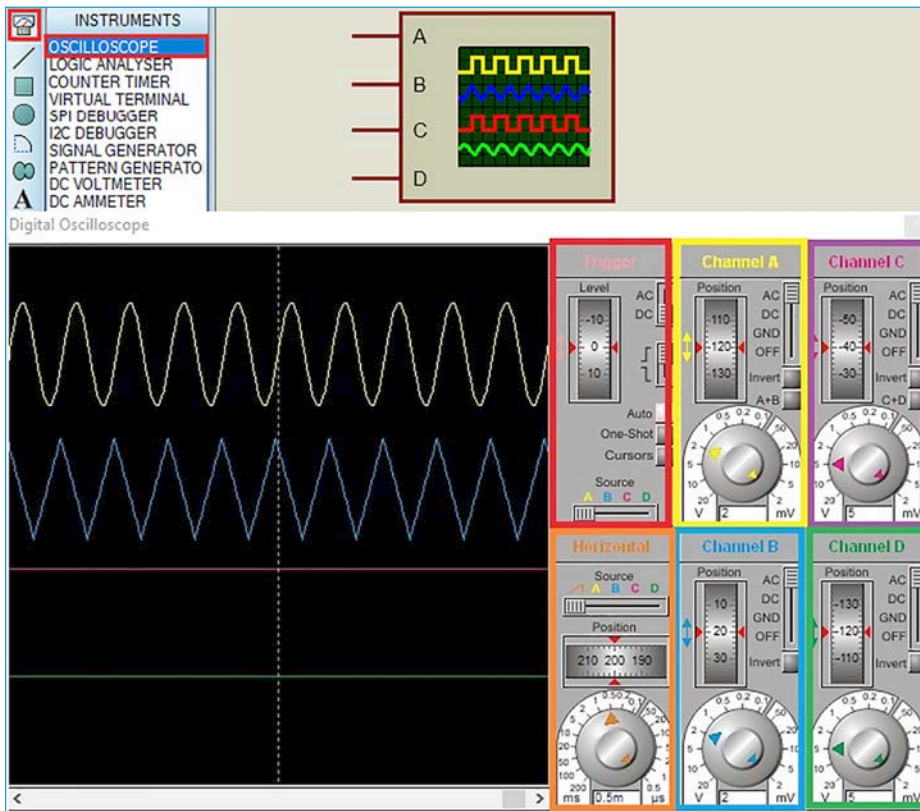 INSTRUMENTS
OSCILLOSCOPE
LOGIC ANALYSER
COUNTER TIMER
VIRTUAL TERMINAL
SPI DEBUGGER
I2C DEBUGGER
SIGNAL GENERATOR
PATTERN GENERATO
DC VOLTMETER
DC AMMETER
A
A
B
C
D
Digital Oscilloscope
Trigger
Level
AC
DC
-10
0
10
Auto
One-Shot
Cursors
Source
A B C D
Channel A
Position
AC
DC
GND
OFF
110
120
130
Invert
A+B
V 2 mV
Channel C
Position
AC
DC
GND
OFF
-50
-40
-30
Invert
C+D
V 5 mV
Horizontal
Source
A B C D
Position
210 200 190
ms 0.5m µs
Channel B
Position
AC
DC
GND
OFF
10
20
30
Invert
V 2 mV
Channel D
Position
AC
DC
GND
OFF
-130
-120
-110
Invert
V 5 mV